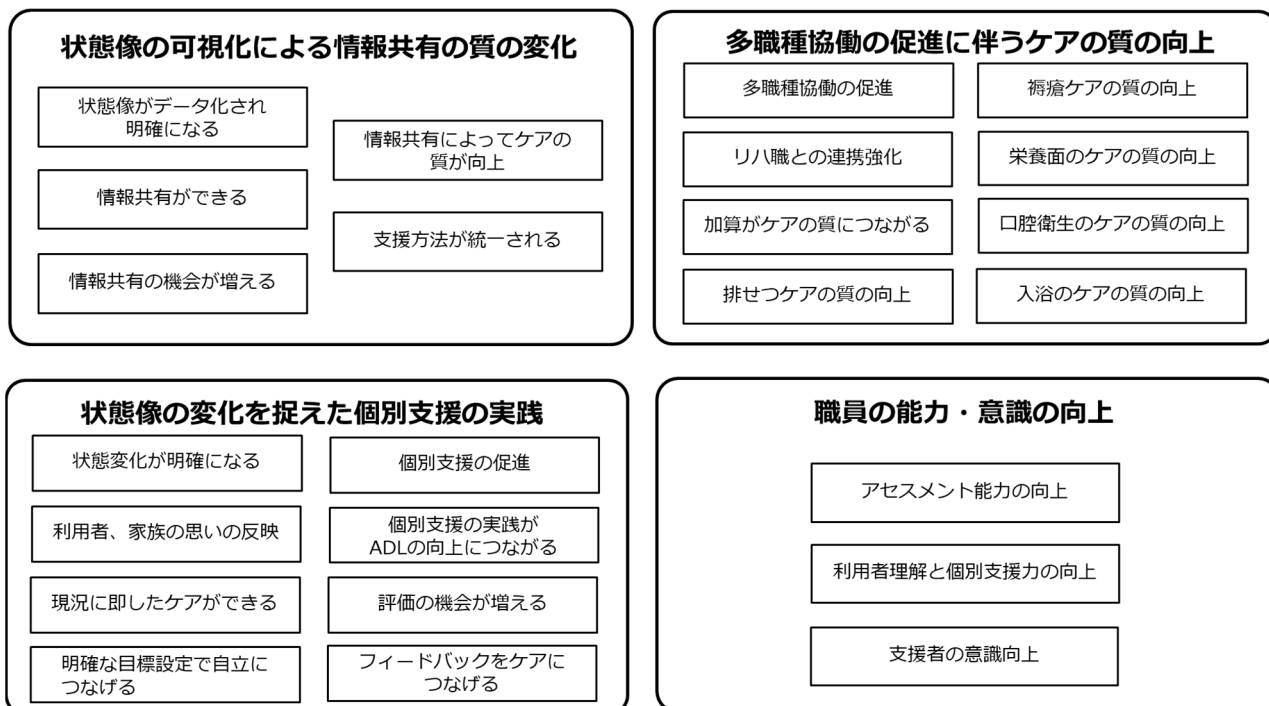 状態像の可視化による情報共有の質の変化
状態像がデータ化され
明確になる
情報共有ができる
情報共有の機会が増える
情報共有によってケアの
質が向上
支援方法が統一される
多職種協働の促進に伴うケアの質の向上
多職種協働の促進
リハ職との連携強化
加算がケアの質につながる
排せつケアの質の向上
褥瘡ケアの質の向上
栄養面のケアの質の向上
口腔衛生のケアの質の向上
入浴のケアの質の向上
状態像の変化を捉えた個別支援の実践
状態変化が明確になる
利用者、家族の思いの反映
現況に即したケアができる
明確な目標設定で自立に
つなげる
個別支援の促進
個別支援の実践が
ADLの向上につながる
評価の機会が増える
フィードバックをケアに
つなげる
職員の能力・意識の向上
アセスメント能力の向上
利用者理解と個別支援力の向上
支援者の意識向上